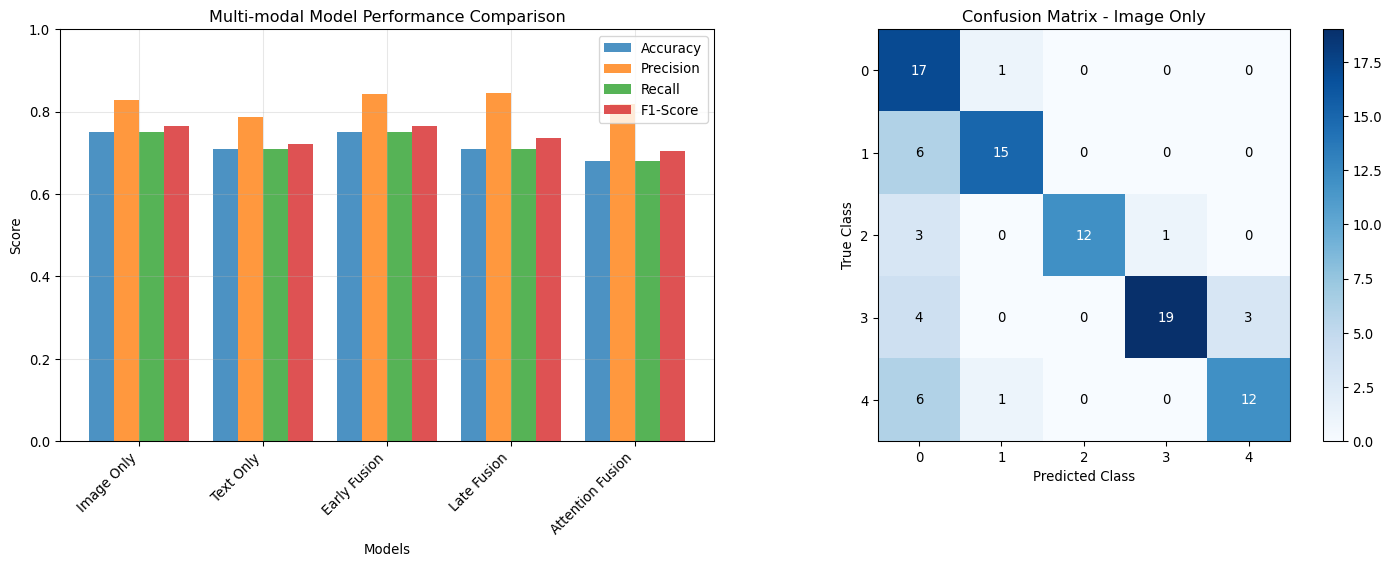 Multi-modal Model Performance Comparison
1.0
0.8
0.6
0.4
0.2
0.0
Score
Accuracy
Precision
Recall
F1-Score
Image Only
Text Only
Early Fusion
Late Fusion
Attention Fusion
Models
Confusion Matrix - Image Only
True Class
0 17 1 0 0 0
1 6 15 0 0 0
2 3 0 12 1 0
3 4 0 0 19 3
4 6 1 0 0 12
0 1 2 3 4
Predicted Class
17.5
15.0
12.5
10.0
7.5
5.0
2.5
0.0